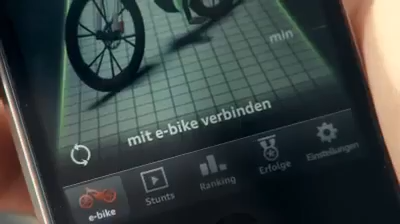 min
mit e-bike verbinden
e-bike Stunts Ranking Erfolge Einstellungen